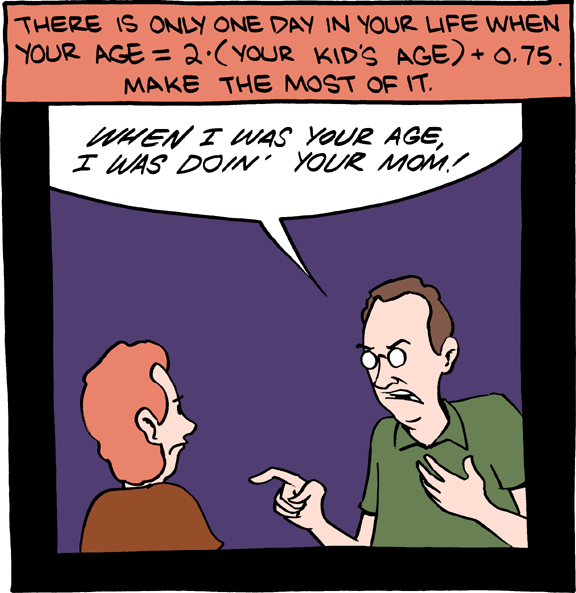 THERE IS ONLY ONE DAY IN YOUR LIFE WHEN
YOUR AGE = 2·(YOUR KID'S AGE) + 0.75.
MAKE THE MOST OF IT.
WHEN I WAS YOUR AGE,
I WAS DOIN' YOUR MOM!